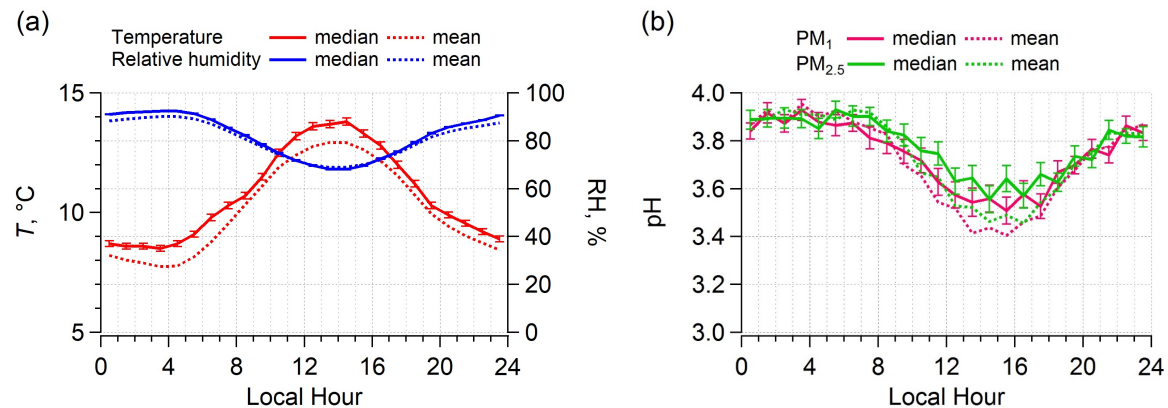 (a)
Temperature median mean
Relative humidity median mean
15
10
5
T, °C
100
80
60
40
20
0
RH, %
0 4 8 12 16 20 24
Local Hour
(b)
PM1 median mean
PM2.5 median mean
4.0
3.8
3.6
3.4
3.2
3.0
pH
0 4 8 12 16 20 24
Local Hour